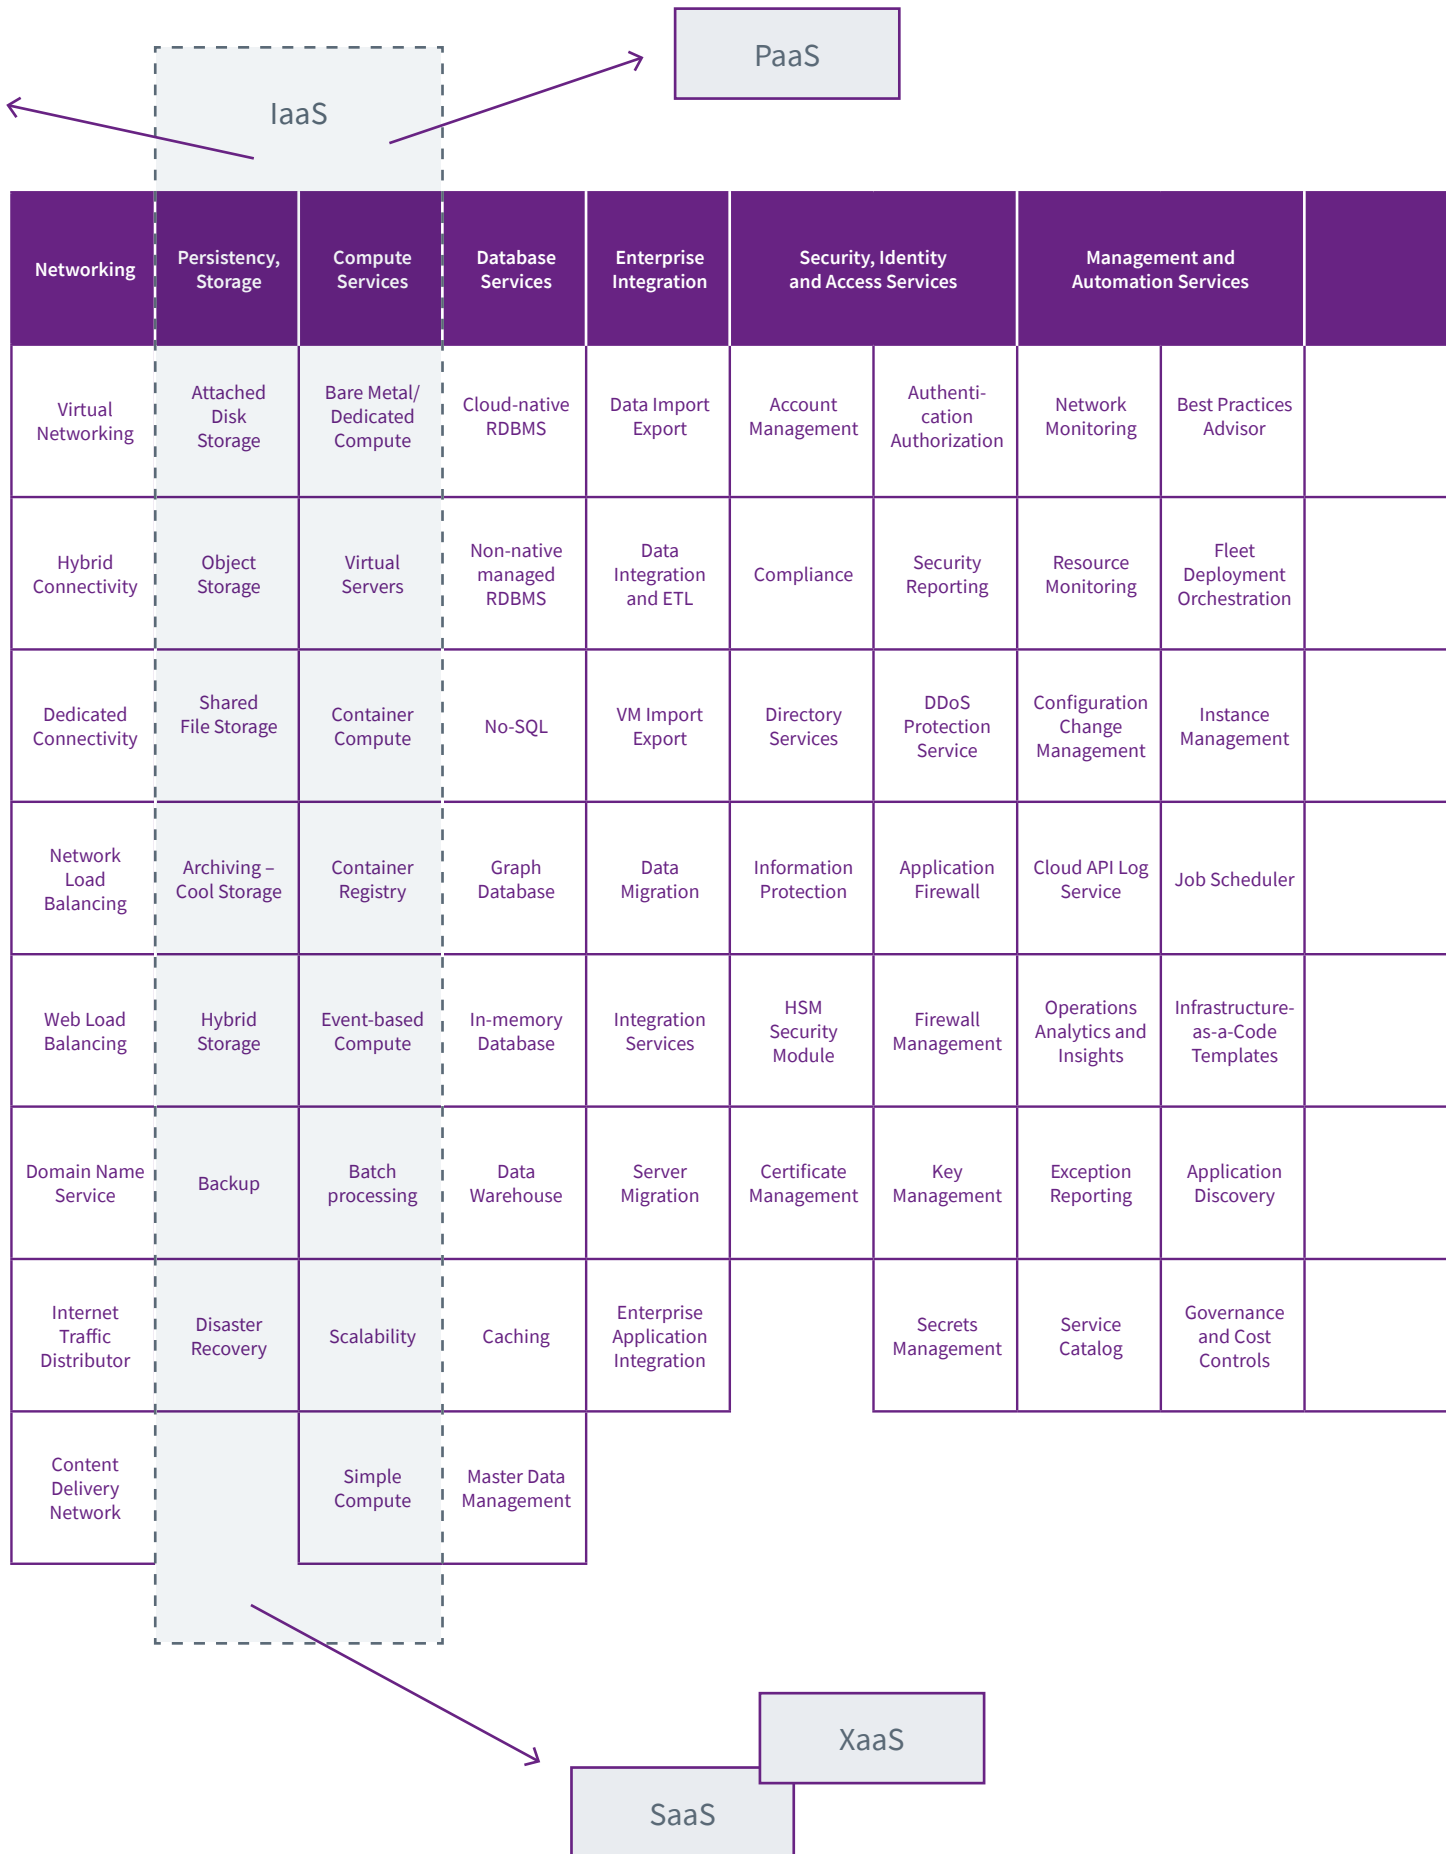 PaaS
IaaS
Networking
Persistency,
Storage
Compute
Services
Database
Services
Enterprise
Integration
Security, Identity
and Access Services
Management and
Automation Services
Virtual
Networking
Attached
Disk
Storage
Bare Metal/
Dedicated
Compute
Cloud-native
RDBMS
Data Import
Export
Account
Management
Authenti-
cation
Authorization
Network
Monitoring
Best Practices
Advisor
Hybrid
Connectivity
Object
Storage
Virtual
Servers
Non-native
managed
RDBMS
Data
Integration
and ETL
Compliance
Security
Reporting
Resource
Monitoring
Fleet
Deployment
Orchestration
Dedicated
Connectivity
Shared
File Storage
Container
Compute
No-SQL
VM Import
Export
Directory
Services
DDoS
Protection
Service
Configuration
Change
Management
Instance
Management
Network
Load
Balancing
Archiving –
Cool Storage
Container
Registry
Graph
Database
Data
Migration
Information
Protection
Application
Firewall
Cloud API Log
Service
Job Scheduler
Web Load
Balancing
Hybrid
Storage
Event-based
Compute
In-memory
Database
Integration
Services
HSM
Security
Module
Firewall
Management
Operations
Analytics and
Insights
Infrastructure-
as-a-Code
Templates
Domain Name
Service
Backup
Batch
processing
Data
Warehouse
Server
Migration
Certificate
Management
Key
Management
Exception
Reporting
Application
Discovery
Internet
Traffic
Distributor
Disaster
Recovery
Scalability
Caching
Enterprise
Application
Integration
Secrets
Management
Service
Catalog
Governance
and Cost
Controls
Content
Delivery
Network
Simple
Compute
Master Data
Management
XaaS
SaaS